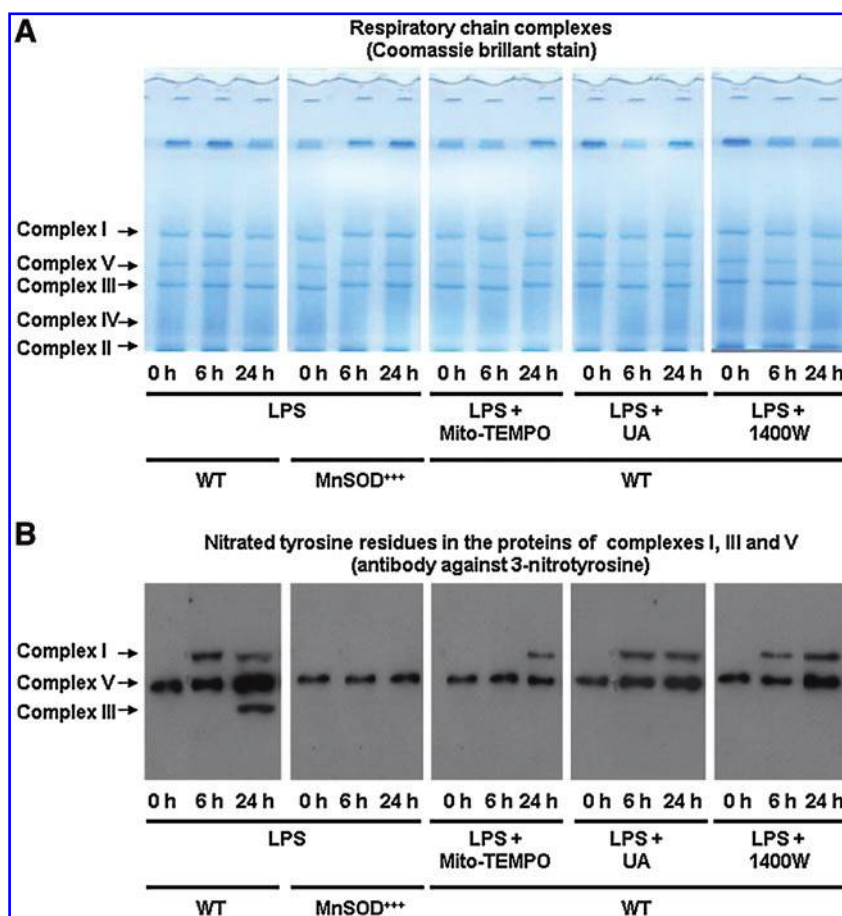 A
Respiratory chain complexes
(Coomassie brillant stain)
Complex I
Complex V
Complex III
Complex IV
Complex II
0 h 6 h 24 h 0 h 6 h 24 h 0 h 6 h 24 h 0 h 6 h 24 h 0 h 6 h 24 h
LPS LPS + LPS + LPS +
Mito-TEMPO UA 1400W
WT MnSOD⁺⁺⁺ WT
B
Nitrated tyrosine residues in the proteins of complexes I, III and V
(antibody against 3-nitrotyrosine)
Complex I
Complex V
Complex III
0 h 6 h 24 h 0 h 6 h 24 h 0 h 6 h 24 h 0 h 6 h 24 h 0 h 6 h 24 h
LPS LPS + LPS + LPS +
Mito-TEMPO UA 1400W
WT MnSOD⁺⁺⁺ WT